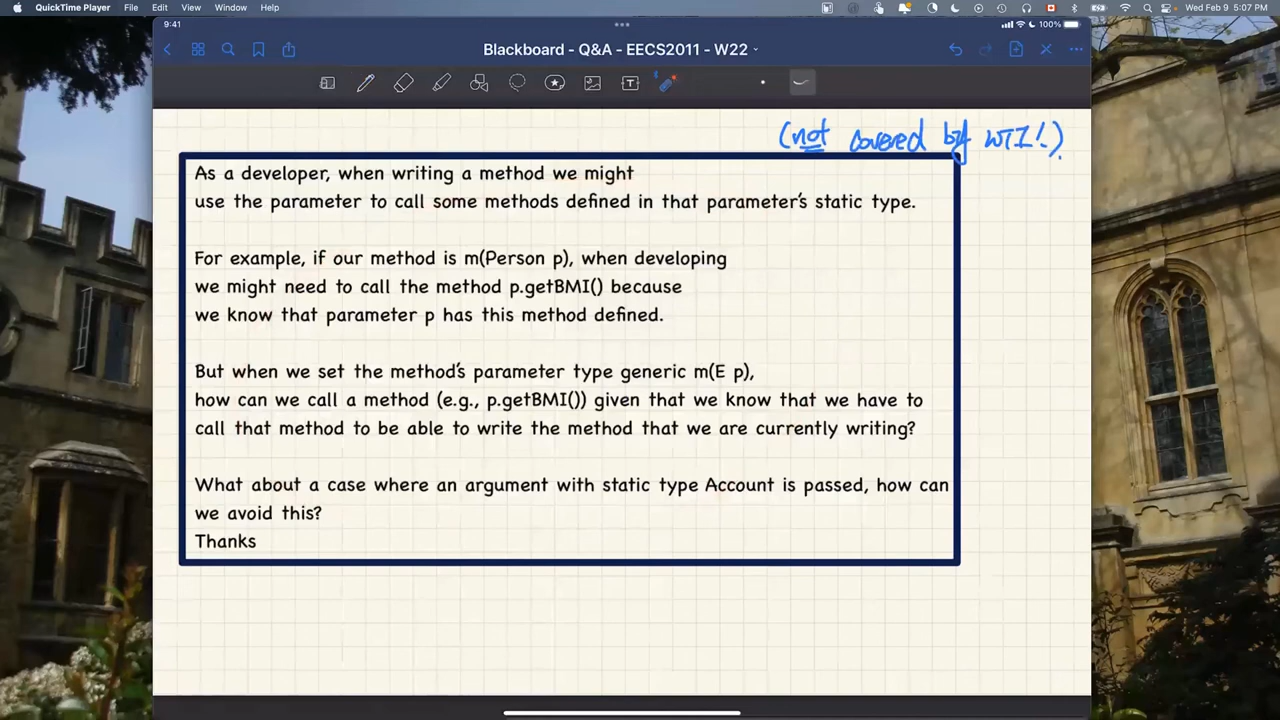 QuickTime Player File Edit View Window Help Wed Feb 9 5:07 PM
9:41 100%
Blackboard - Q&A - EECS2011 - W22
(not covered by WT1!)
As a developer, when writing a method we might
use the parameter to call some methods defined in that parameter's static type.
For example, if our method is m(Person p), when developing
we might need to call the method p.getBMI() because
we know that parameter p has this method defined.
But when we set the method's parameter type generic m(E p),
how can we call a method (e.g., p.getBMI()) given that we know that we have to
call that method to be able to write the method that we are currently writing?
What about a case where an argument with static type Account is passed, how can
we avoid this?
Thanks